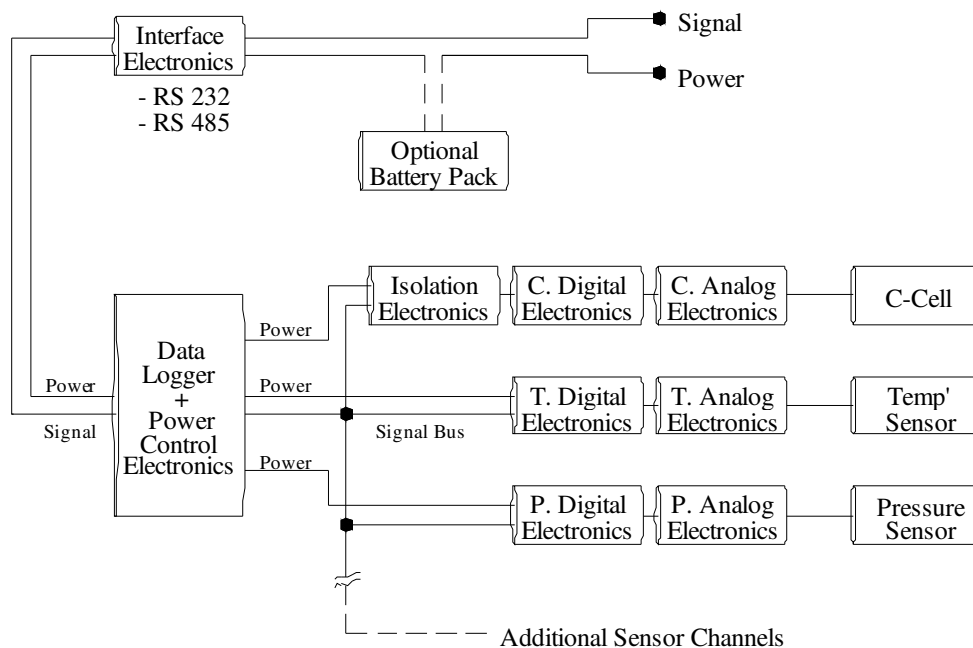 Interface
Electronics
- RS 232
- RS 485
Signal
Power
Optional
Battery Pack
Isolation
Electronics
C. Digital
Electronics
C. Analog
Electronics
C-Cell
Data
Logger
+
Power
Control
Electronics
Power
Power
Signal
Power
Signal Bus
Power
T. Digital
Electronics
T. Analog
Electronics
Temp'
Sensor
P. Digital
Electronics
P. Analog
Electronics
Pressure
Sensor
Additional Sensor Channels